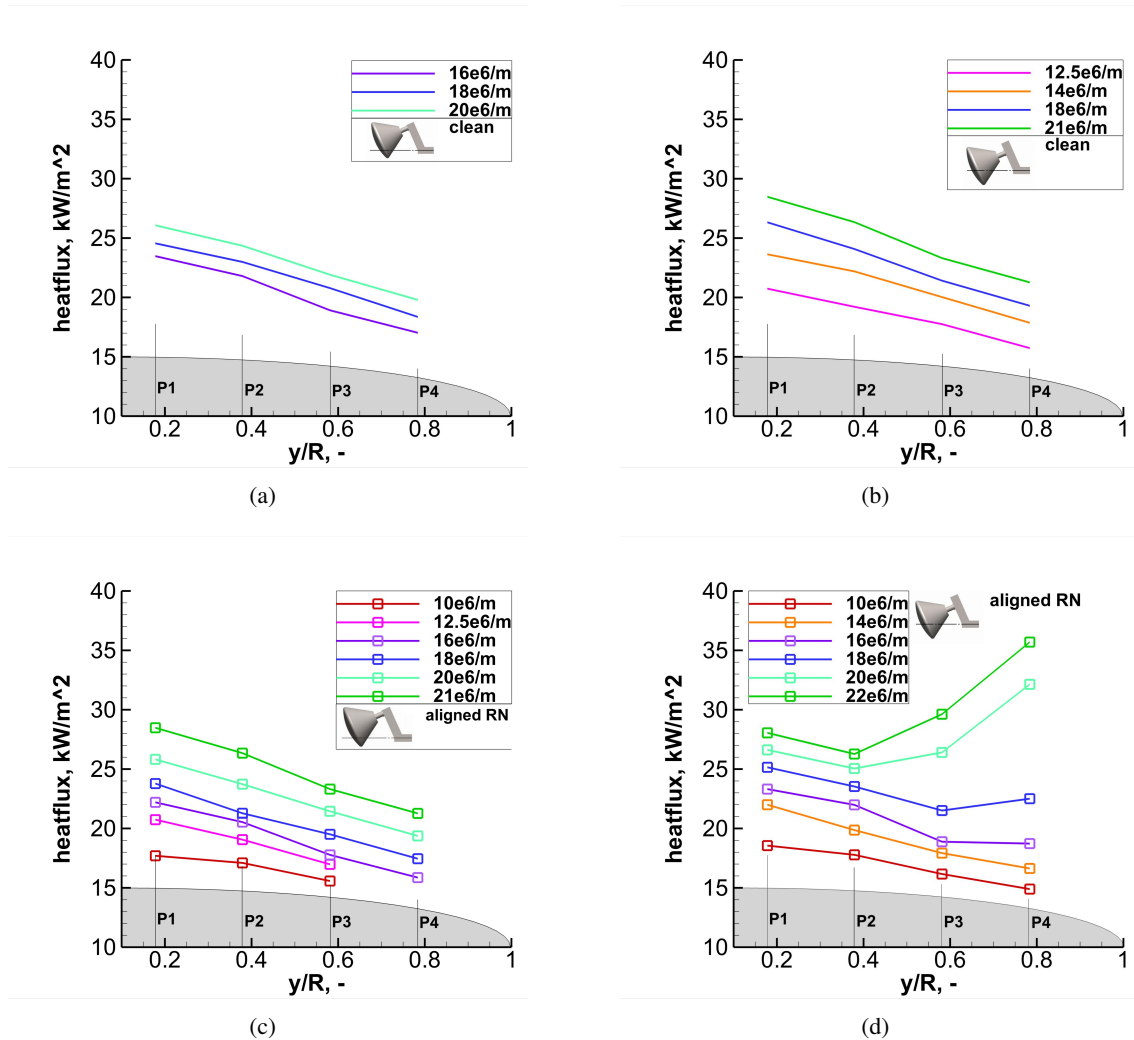 40
35
30
25
20
15
10
heatflux, kW/m^2
16e6/m
18e6/m
20e6/m
clean
P1
P2
P3
P4
0.2
0.4
0.6
0.8
1
y/R, -
(a)
40
35
30
25
20
15
10
heatflux, kW/m^2
12.5e6/m
14e6/m
18e6/m
21e6/m
clean
P1
P2
P3
P4
0.2
0.4
0.6
0.8
1
y/R, -
(b)
40
35
30
25
20
15
10
heatflux, kW/m^2
10e6/m
12.5e6/m
16e6/m
18e6/m
20e6/m
21e6/m
aligned RN
P1
P2
P3
P4
0.2
0.4
0.6
0.8
1
y/R, -
(c)
40
35
30
25
20
15
10
heatflux, kW/m^2
10e6/m
14e6/m
16e6/m
18e6/m
20e6/m
22e6/m
aligned RN
P1
P2
P3
P4
0.2
0.4
0.6
0.8
1
y/R, -
(d)